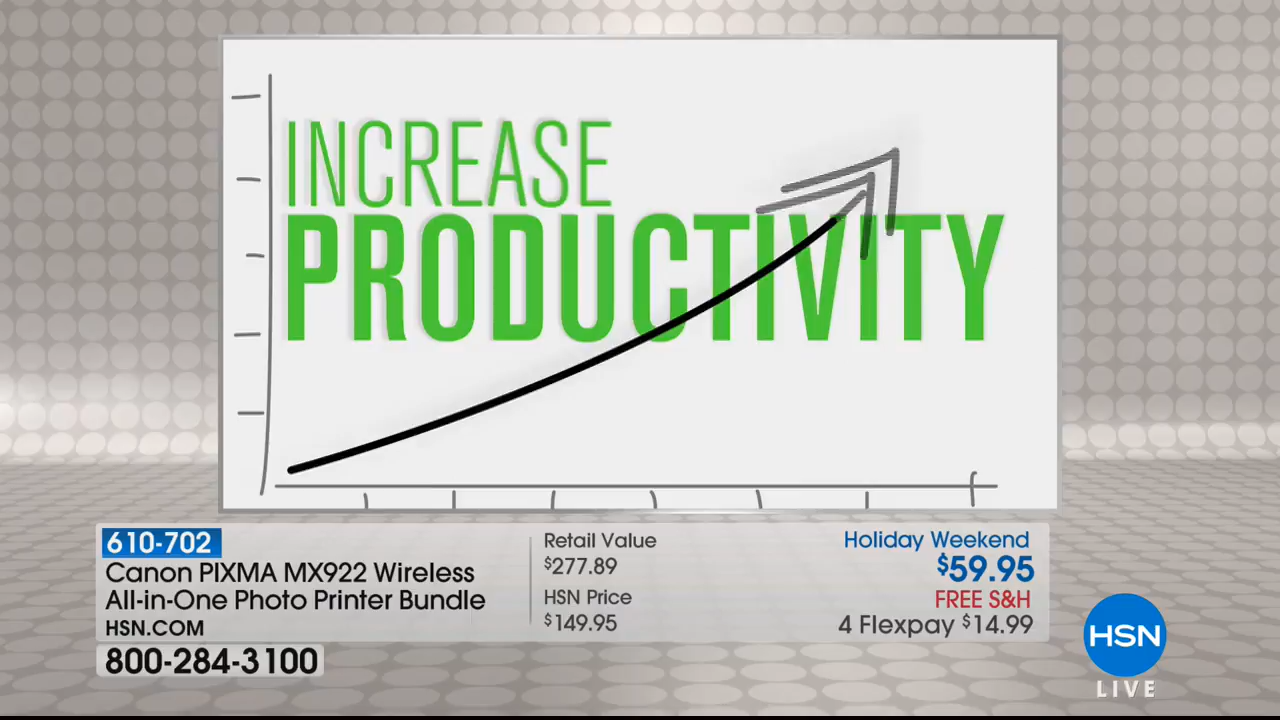 INCREASE
PRODUCTIVITY
610-702
Canon PIXMA MX922 Wireless
All-in-One Photo Printer Bundle
HSN.COM
800-284-3100
Retail Value
$277.89
HSN Price
$149.95
Holiday Weekend
$59.95
FREE S&H
4 Flexpay $14.99
HSN
LIVE